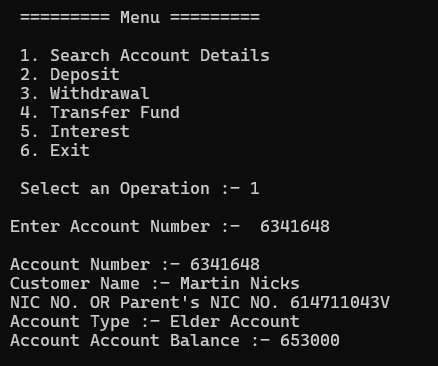 ========= Menu =========
1. Search Account Details
2. Deposit
3. Withdrawal
4. Transfer Fund
5. Interest
6. Exit
Select an Operation :- 1
Enter Account Number :-  6341648
Account Number :- 6341648
Customer Name :- Martin Nicks
NIC NO. OR Parent's NIC NO. 614711043V
Account Type :- Elder Account
Account Account Balance :- 653000